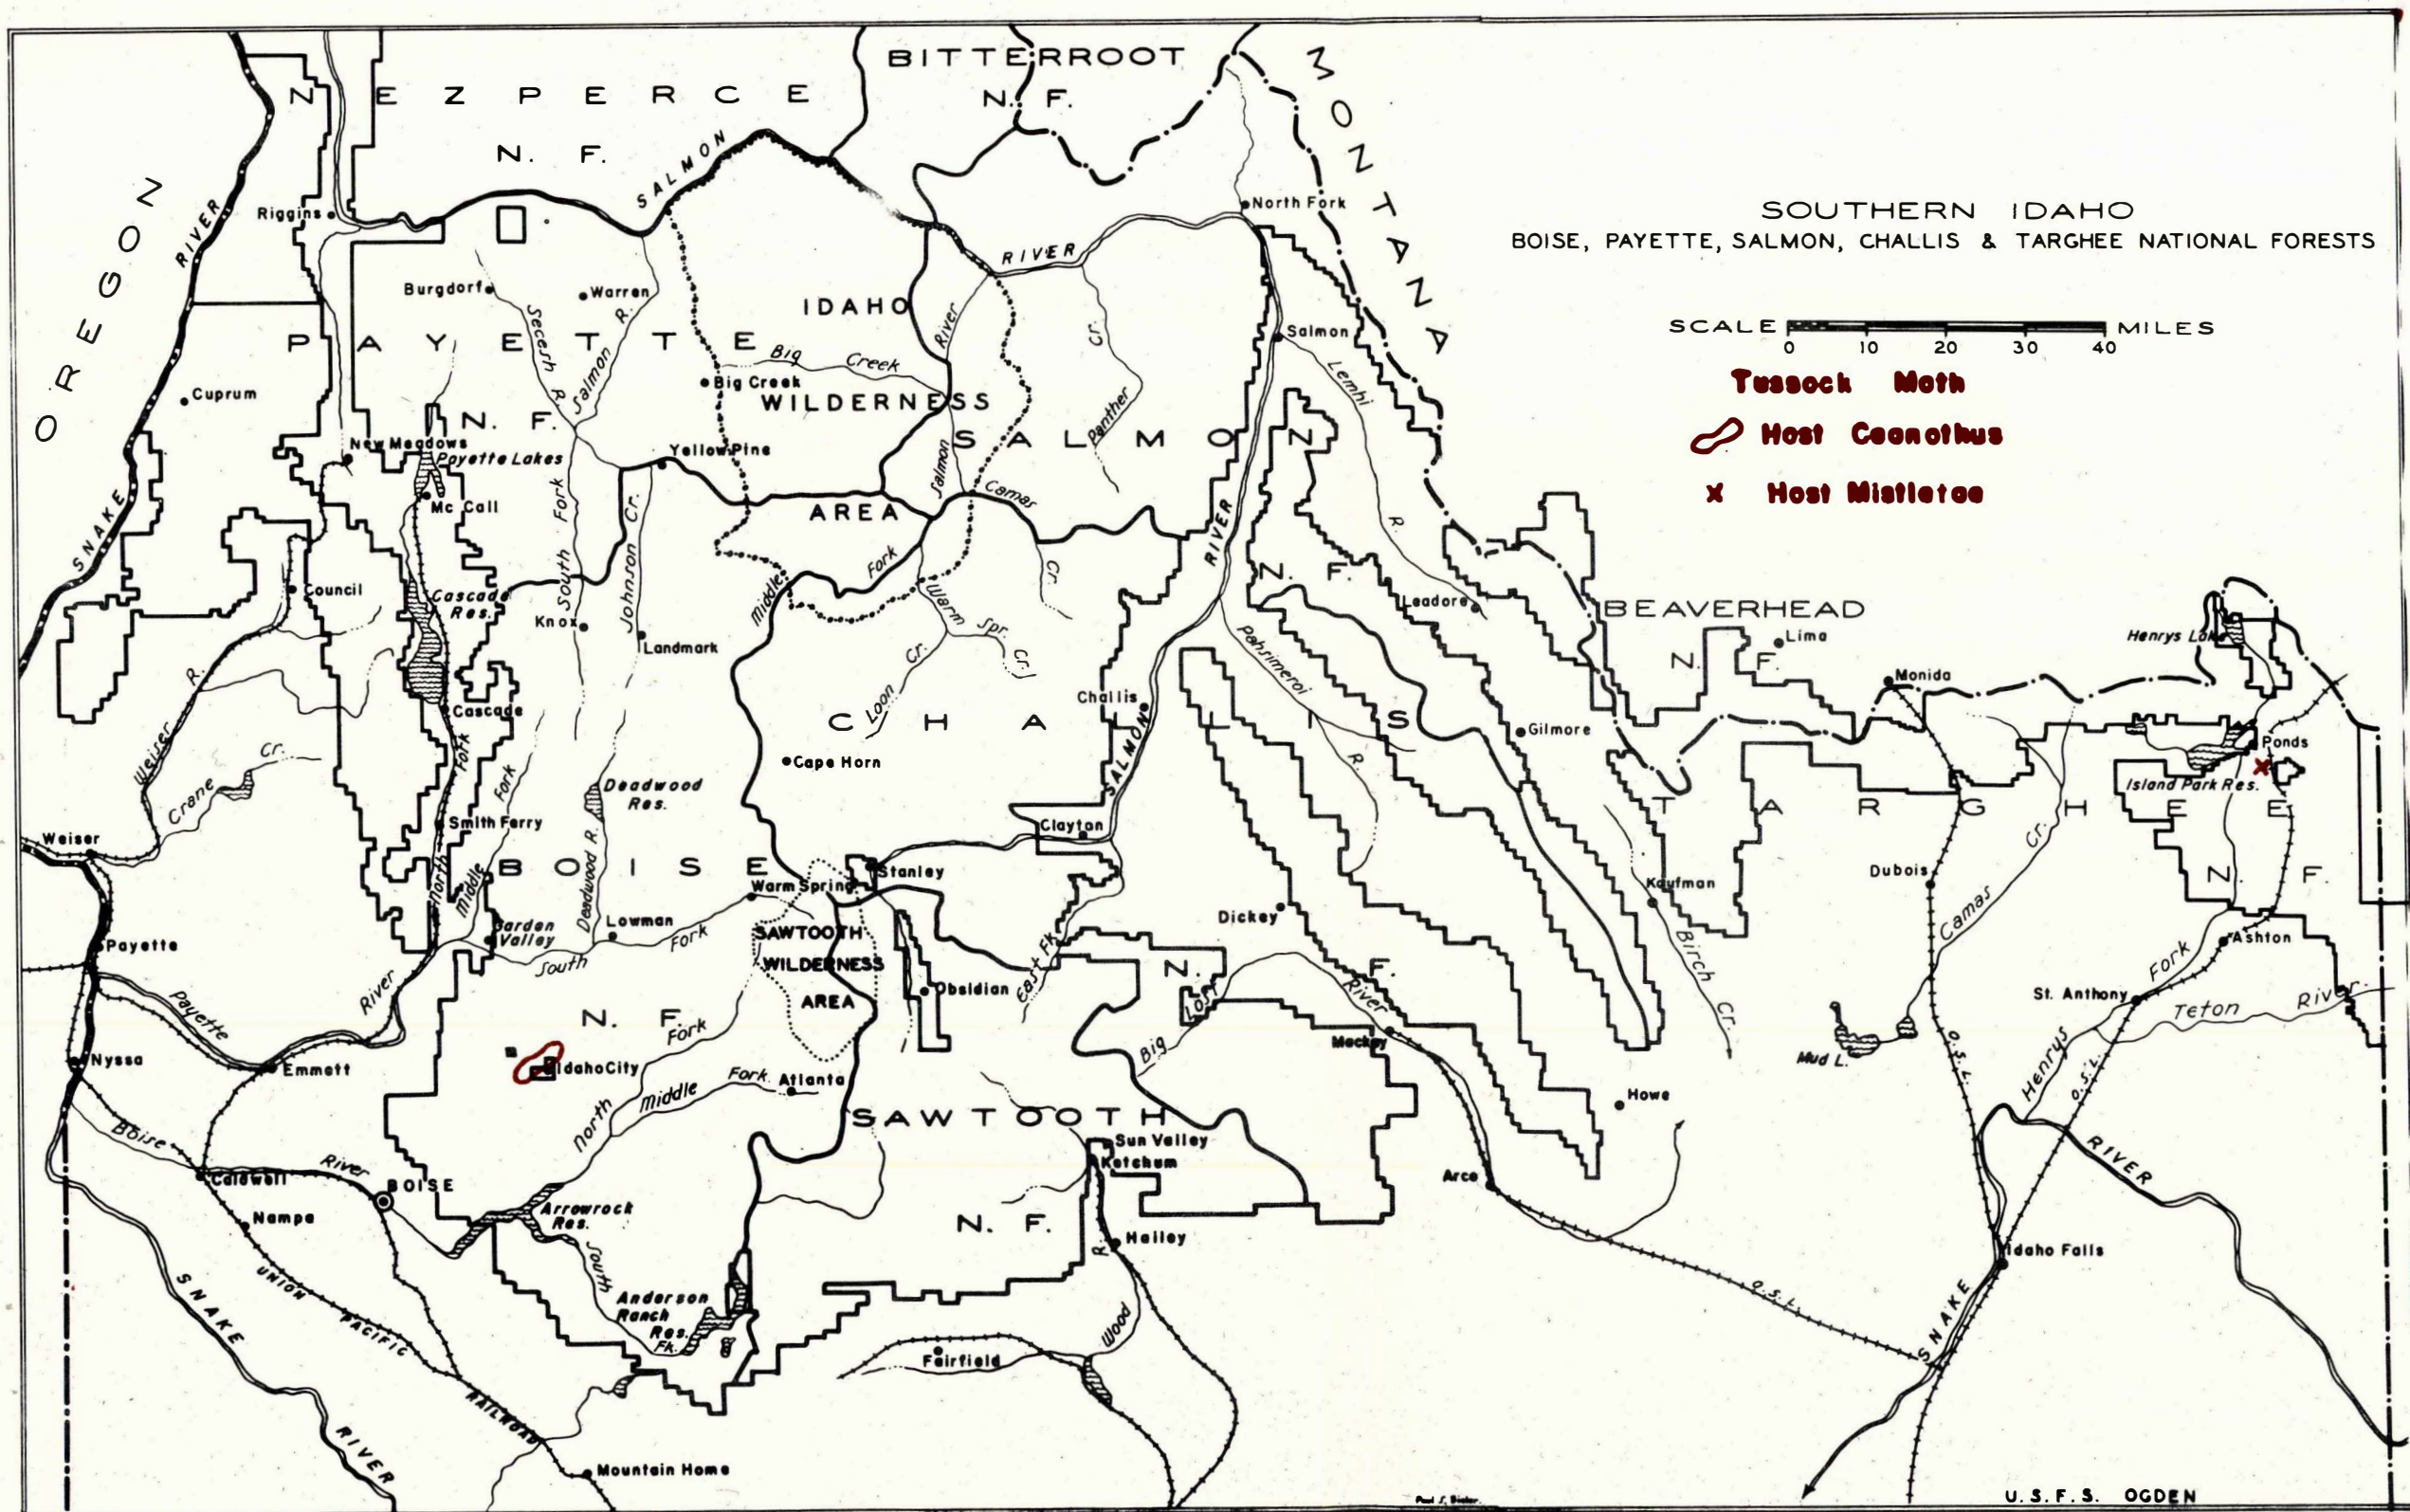 BITTERROOT
N. F.
NEZPERCE
N. F.
MONTANA
OREGON
SNAKE RIVER
SALMON RIVER
Riggins
North Fork
SOUTHERN IDAHO
BOISE, PAYETTE, SALMON, CHALLIS & TARGHEE NATIONAL FORESTS
SCALE MILES
0 10 20 30 40
Tussock Moth
Host Ceanothus
x Host Mistletoe
Burgdorf
Warren
Secesh R.
Salmon R.
IDAHO
WILDERNESS
AREA
PAYETTE
N. F.
Big Creek
Big Creek
River
Salmon
Cr.
Panther
Salmon
Lemhi
R.
Cuprum
New Meadows
Payette Lakes
Mc Call
Yellow Pine
SALMON
N. F.
Camas
Cr.
South Fork
Johnson Cr.
Middle
Fork
RIVER
Council
Cascade
Res.
Knox
Landmark
Warm Spr. Cr.
Loon Cr.
Leadore
Pahsimeroi
R.
BEAVERHEAD
N. F.
Lima
Monida
Henrys Lake
Weiser R.
Cascade
Challis
CHALLIS
N. F.
Gilmore
Ponds
x
Island Park Res.
Cape Horn
SALMON
Crane Cr.
Fork
Deadwood
Res.
TARGHEE
N. F.
Weiser
Smith Ferry
Clayton
Cr.
BOISE
N. F.
North
Middle
Deadwood R.
Warm Spring
Stanley
Dubois
Kaufman
Camas
Dickey
Garden
Valley
Lowman
South
Fork
SAWTOOTH
WILDERNESS
AREA
Payette
Payette
River
Obsidian
East Fk.
Big Lost
River
Birch Cr.
Ashton
Fork
St. Anthony
Teton River
Nyssa
Emmett
Idaho City
Fork
North
Middle Fork
Atlanta
Mackay
Mud L.
Henrys
O.S.L.
O.S.L.
Howe
SAWTOOTH
N. F.
Boise
River
Caldwell
BOISE
Sun Valley
Ketchum
Arco
RIVER
Nampa
Arrowrock
Res.
Hailey
R.
Idaho Falls
SNAKE
UNION PACIFIC RAILROAD
South
Anderson
Ranch
Res.
Fk.
O.S.L.
SNAKE
Fairfield
Wood
RIVER
Mountain Home
U.S.F.S. OGDEN